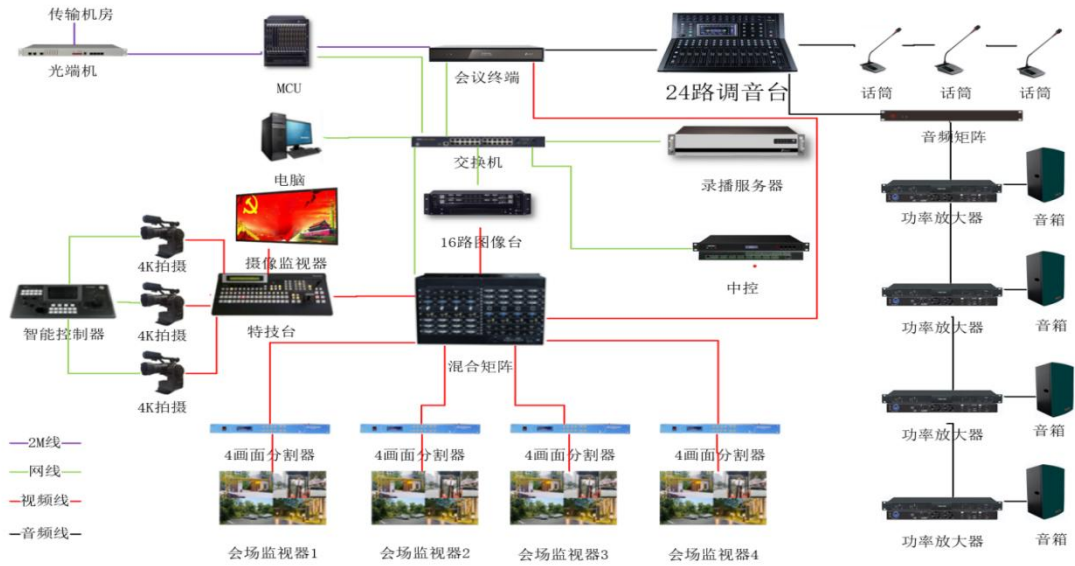 传输机房
光端机
MCU
会议终端
24路调音台
话筒
话筒
话筒
音频矩阵
电脑
交换机
录播服务器
功率放大器
音箱
16路图像台
摄像监视器
4K拍摄
中控
智能控制器
4K拍摄
特技台
功率放大器
音箱
混合矩阵
4K拍摄
功率放大器
音箱
2M线
网线
视频线
音频线
4画面分割器
4画面分割器
4画面分割器
4画面分割器
会场监视器1
会场监视器2
会场监视器3
会场监视器4
功率放大器
音箱